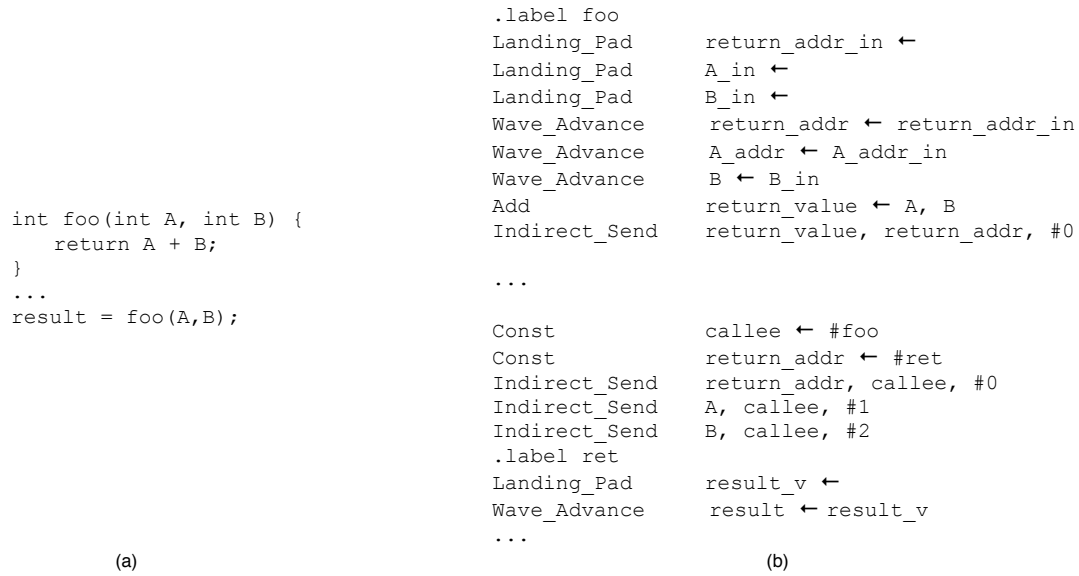 int foo(int A, int B) {
return A + B;
}
...
result = foo(A,B);
(a)
.label foo
Landing_Pad return_addr_in ←
Landing_Pad A_in ←
Landing_Pad B_in ←
Wave_Advance return_addr ← return_addr_in
Wave_Advance A_addr ← A_addr_in
Wave_Advance B ← B_in
Add return_value ← A, B
Indirect_Send return_value, return_addr, #0
...
Const callee ← #foo
Const return_addr ← #ret
Indirect_Send return_addr, callee, #0
Indirect_Send A, callee, #1
Indirect_Send B, callee, #2
.label ret
Landing_Pad result_v ←
Wave_Advance result ← result_v
...
(b)